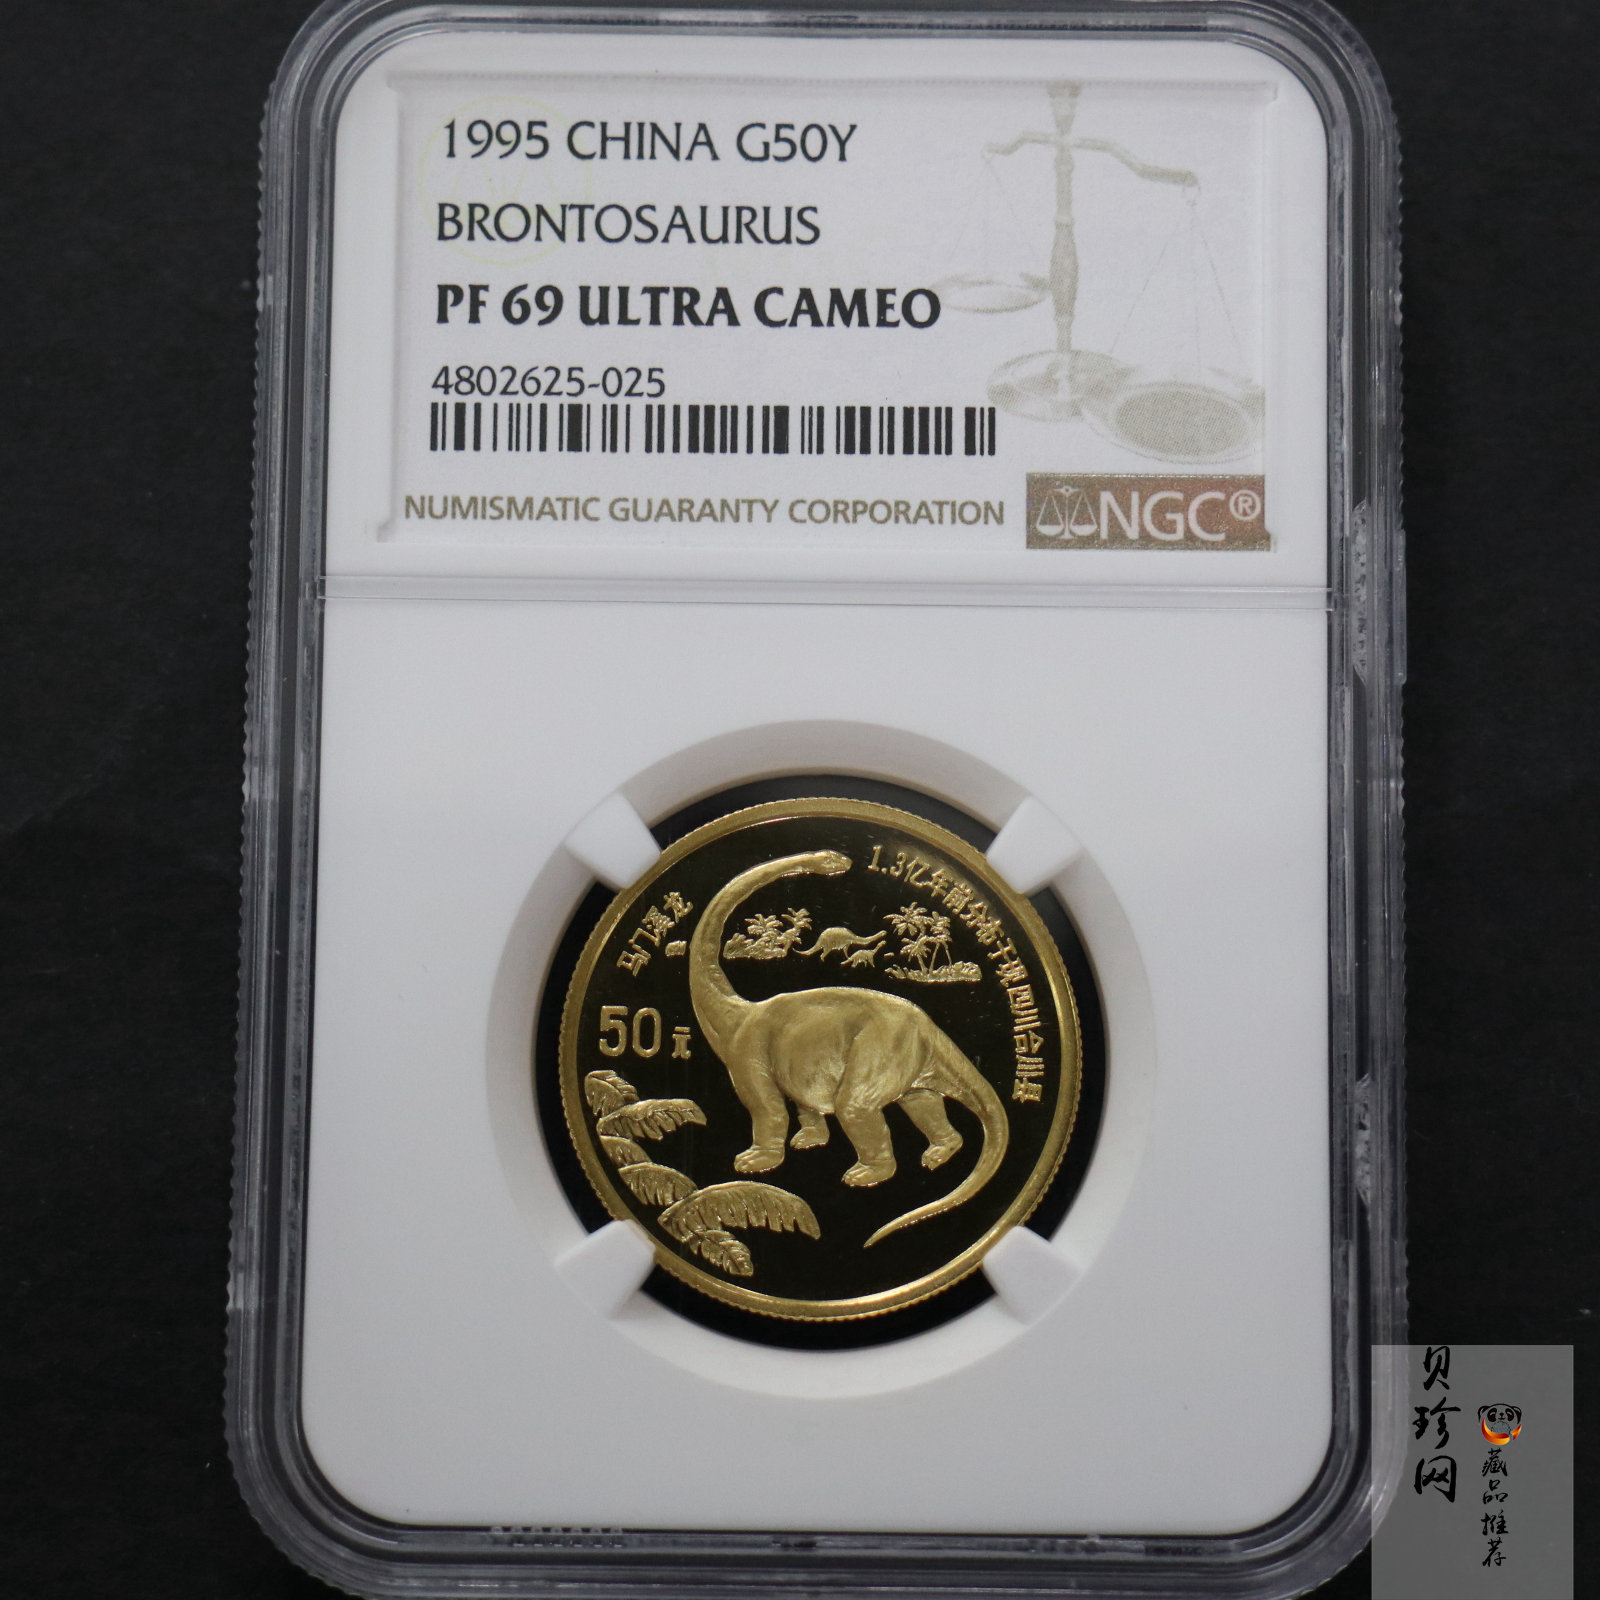 1995 CHINA G50Y
BRONTOSAURUS
PF 69 ULTRA CAMEO
4802625-025
NUMISMATIC GUARANTY CORPORATION
NGC®
马门溪龙
1.3亿年前分布于现四川合川县
50元
贝珍网
藏品推荐